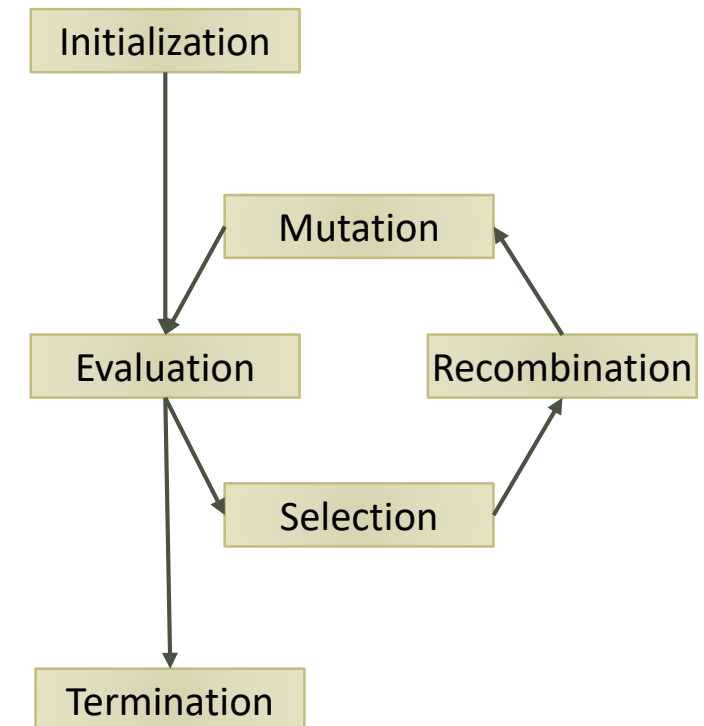 Initialization
Mutation
Evaluation
Recombination
Selection
Termination